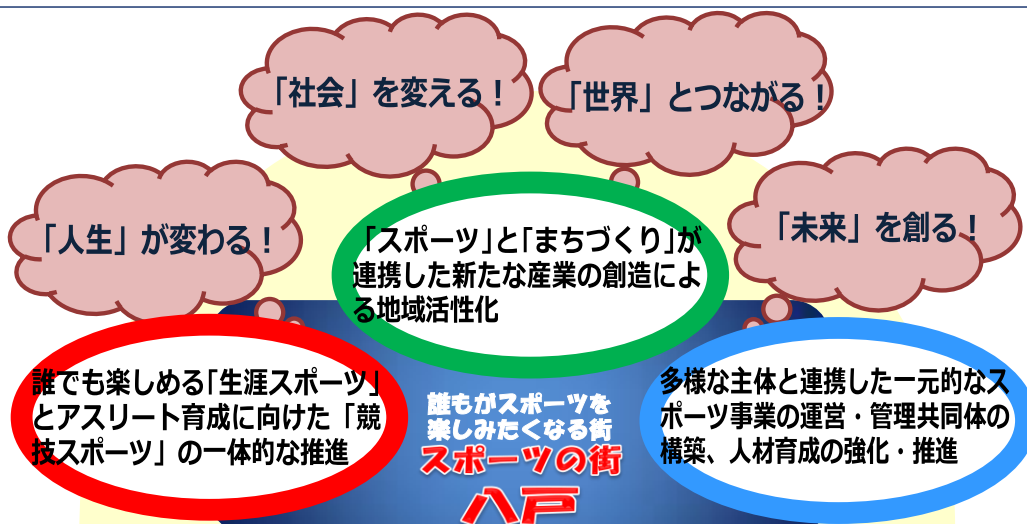 「社会」を変える！
「世界」とつながる！
「人生」が変わる！
「未来」を創る！
「スポーツ」と「まちづくり」が
連携した新たな産業の創造によ
る地域活性化
誰でも楽しめる「生涯スポーツ」
とアスリート育成に向けた「競
技スポーツ」の一体的な推進
多様な主体と連携した一元的なス
ポーツ事業の運営・管理共同体の
構築、人材育成の強化・推進
誰もがスポーツを
楽しみたくなる街
スポーツの街
八戸